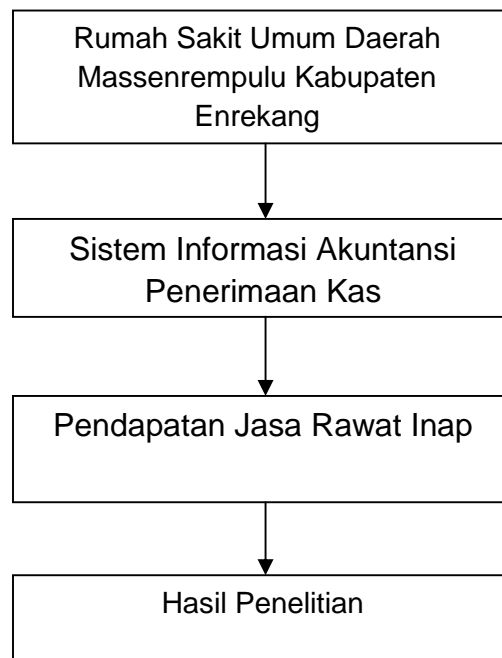 Rumah Sakit Umum Daerah
Massenrempulu Kabupaten
Enrekang
Sistem Informasi Akuntansi
Penerimaan Kas
Pendapatan Jasa Rawat Inap
Hasil Penelitian